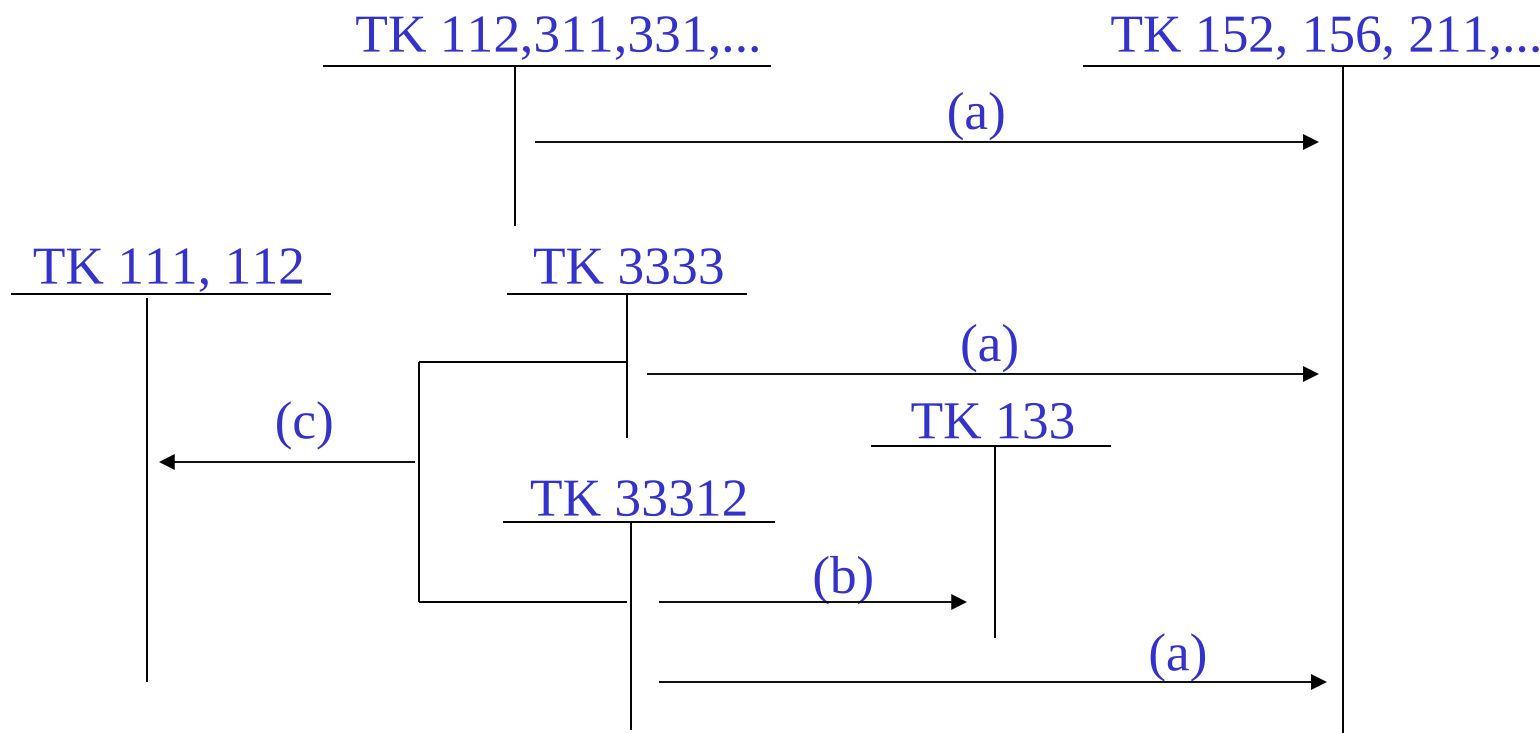 TK 112,311,331,...
TK 152, 156, 211,...
(a)
TK 111, 112
TK 3333
(a)
(c)
TK 133
TK 33312
(b)
(a)